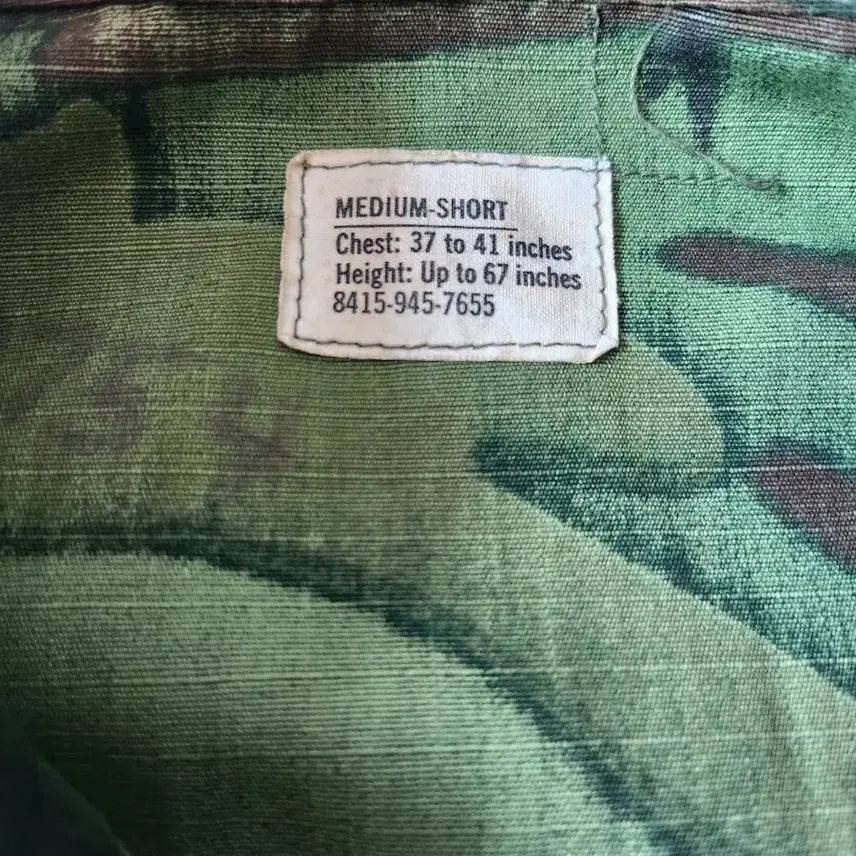 MEDIUM-SHORT
Chest: 37 to 41 inches
Height: Up to 67 inches
8415-945-7655